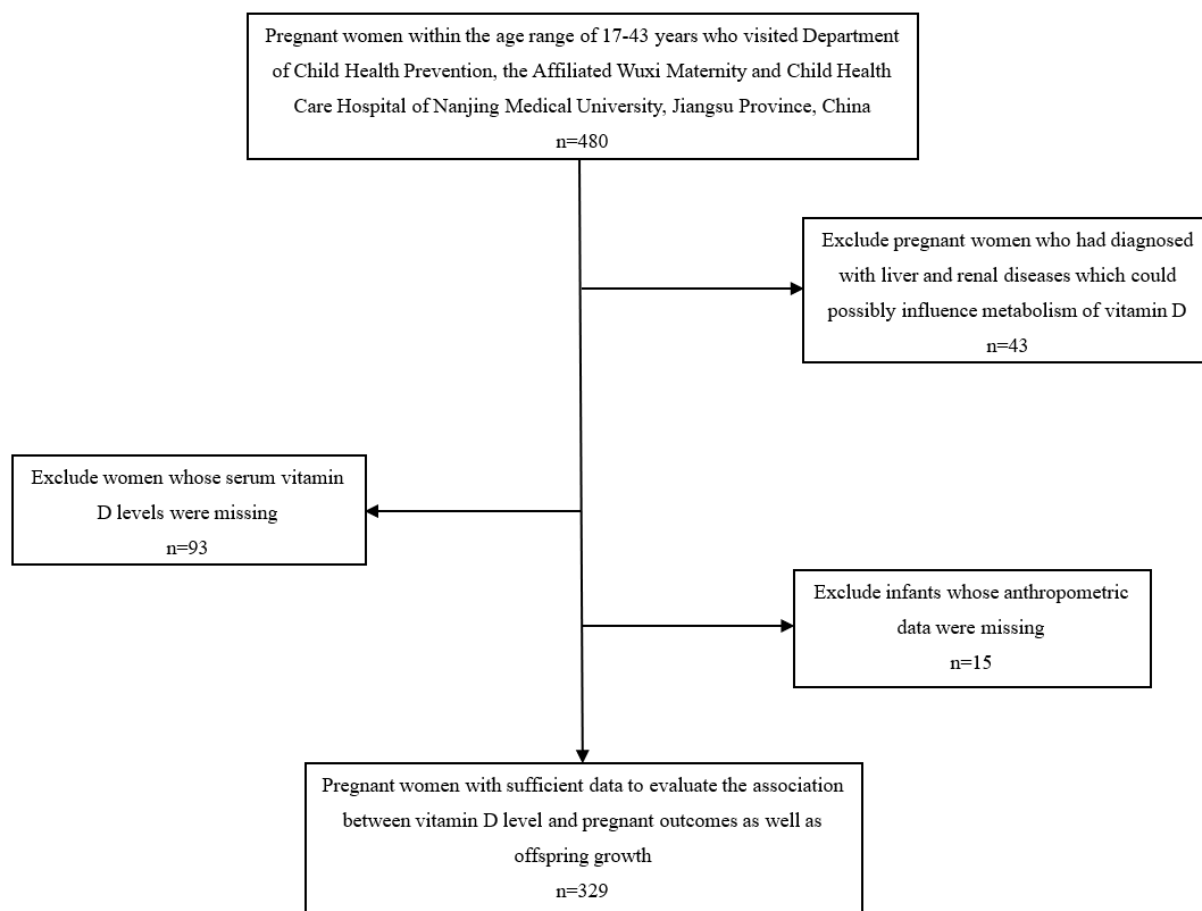 Pregnant women within the age range of 17-43 years who visited Department
of Child Health Prevention, the Affiliated Wuxi Maternity and Child Health
Care Hospital of Nanjing Medical University, Jiangsu Province, China
n=480
Exclude pregnant women who had diagnosed
with liver and renal diseases which could
possibly influence metabolism of vitamin D
n=43
Exclude women whose serum vitamin
D levels were missing
n=93
Exclude infants whose anthropometric
data were missing
n=15
Pregnant women with sufficient data to evaluate the association
between vitamin D level and pregnant outcomes as well as
offspring growth
n=329